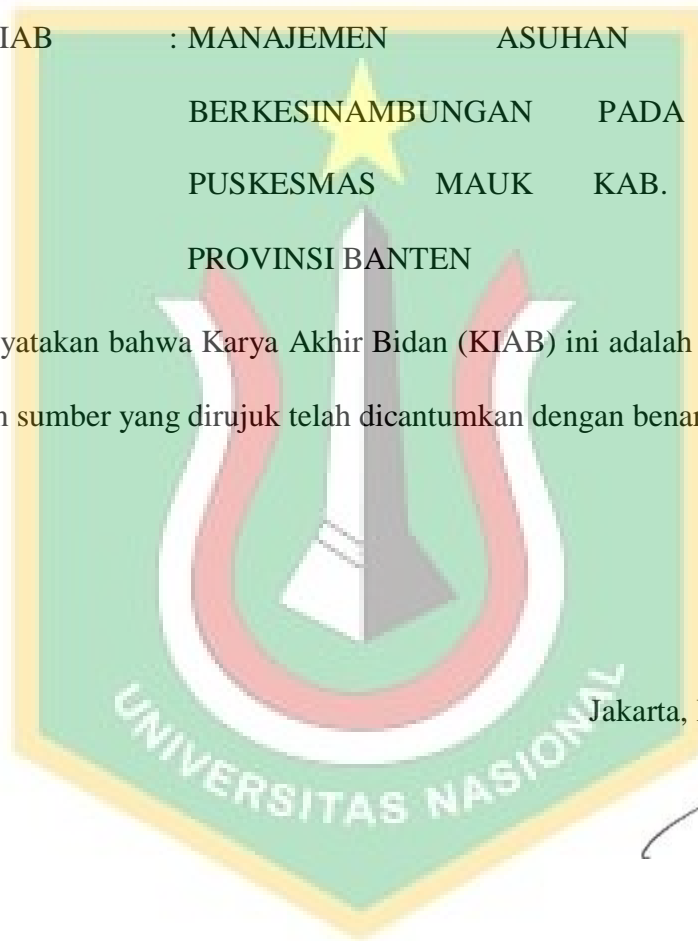 IAB : MANAJEMEN ASUHAN
BERKESINAMBUNGAN PADA
PUSKESMAS MAUK KAB.
PROVINSI BANTEN
yatakan bahwa Karya Akhir Bidan (KIAB) ini adalah
sumber yang dirujuk telah dicantumkan dengan benar
Jakarta,
UNIVERSITAS NASIONAL